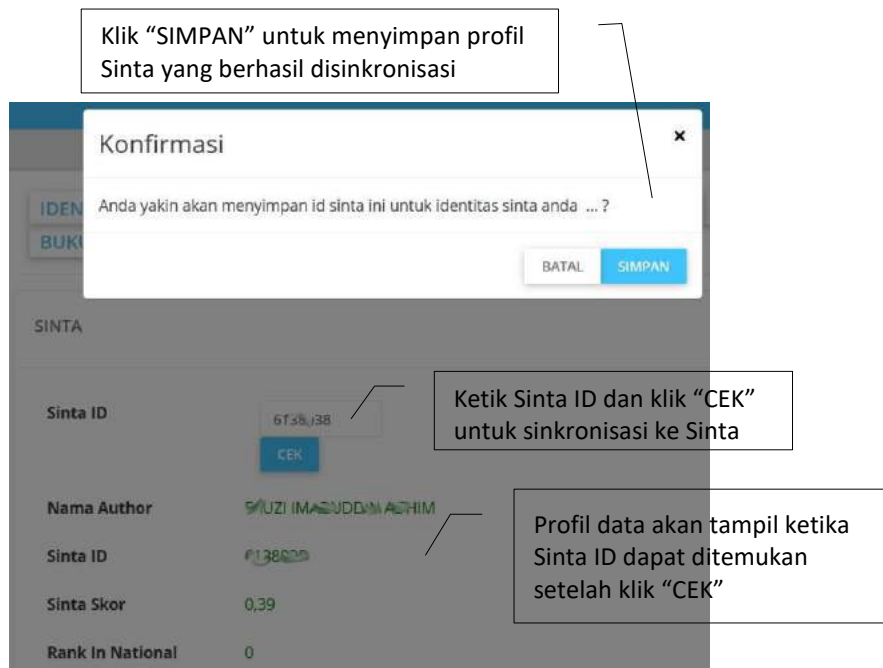 Klik “SIMPAN” untuk menyimpan profil
Sinta yang berhasil disinkronisasi
Konfirmasi
×
Anda yakin akan menyimpan id sinta ini untuk identitas sinta anda ... ?
IDEN
BUKU
BATAL SIMPAN
SINTA
Sinta ID
CEK
Ketik Sinta ID dan klik “CEK”
untuk sinkronisasi ke Sinta
Nama Author
Sinta ID
Profil data akan tampil ketika
Sinta ID dapat ditemukan
setelah klik “CEK”
Sinta Skor 0,39
Rank In National 0